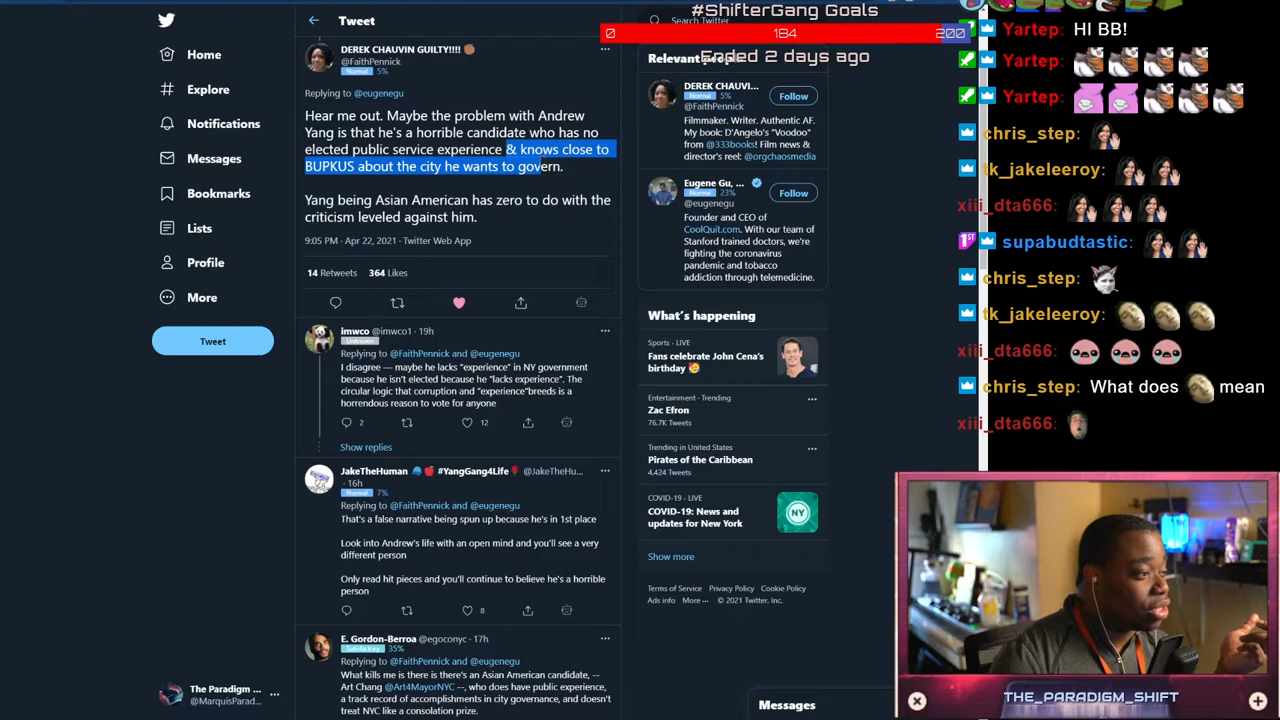 Tweet
Search Twitter
#ShifterGang Goals
0 184 200
Ended 2 days ago
Home
Explore
Notifications
Messages
Bookmarks
Lists
Profile
More
Tweet
The Paradigm ...
@MarquisParad...
DEREK CHAUVIN GUILTY!!!!
@FaithPennick
Normal 5%
Replying to @eugenegu
Hear me out. Maybe the problem with Andrew
Yang is that he's a horrible candidate who has no
elected public service experience & knows close to
BUPKUS about the city he wants to govern.
Yang being Asian American has zero to do with the
criticism leveled against him.
9:05 PM · Apr 22, 2021 · Twitter Web App
14 Retweets 364 Likes
imwco @imwco1 · 19h
Unknown
Replying to @FaithPennick and @eugenegu
I disagree — maybe he lacks “experience” in NY government
because he isn't elected because he “lacks experience”. The
circular logic that corruption and “experience”breeds is a
horrendous reason to vote for anyone
2 12
Show replies
JakeTheHuman #YangGang4Life @JakeTheHu...
· 16h
Normal 7%
Replying to @FaithPennick and @eugenegu
That's a false narrative being spun up because he's in 1st place
Look into Andrew's life with an open mind and you'll see a very
different person
Only read hit pieces and you'll continue to believe he's a horrible
person
8
E. Gordon-Berroa @egoconyc · 17h
Satisfactory 35%
Replying to @FaithPennick and @eugenegu
What kills me is there is there's an Asian American candidate, --
Art Chang @Art4MayorNYC --, who does have public experience,
a track record of accomplishments in city governance, and doesn't
treat NYC like a consolation prize.
Relevant people
DEREK CHAUVI...
Normal 5%
@FaithPennick
Follow
Filmmaker. Writer. Authentic AF.
My book: D'Angelo's “Voodoo”
from @333books! Film news &
director's reel: @orgchaosmedia
Eugene Gu, ...
Normal 23%
@eugenegu
Follow
Founder and CEO of
CoolQuit.com. With our team of
Stanford trained doctors, we're
fighting the coronavirus
pandemic and tobacco
addiction through telemedicine.
What's happening
Sports · LIVE
Fans celebrate John Cena's
birthday
Entertainment · Trending
Zac Efron
76.7K Tweets
Trending in United States
Pirates of the Caribbean
4,424 Tweets
COVID-19 · LIVE
COVID-19: News and
updates for New York
NY
Show more
Terms of Service Privacy Policy Cookie Policy
Ads info More ··· © 2021 Twitter, Inc.
Messages
Yartep: HI BB!
Yartep:
Yartep:
chris_step:
tk_jakeleeroy:
xiii_dta666:
1ST supabudtastic:
chris_step:
tk_jakeleeroy:
xiii_dta666:
chris_step: What does mean
xiii_dta666:
THE_PARADIGM_SHIFT